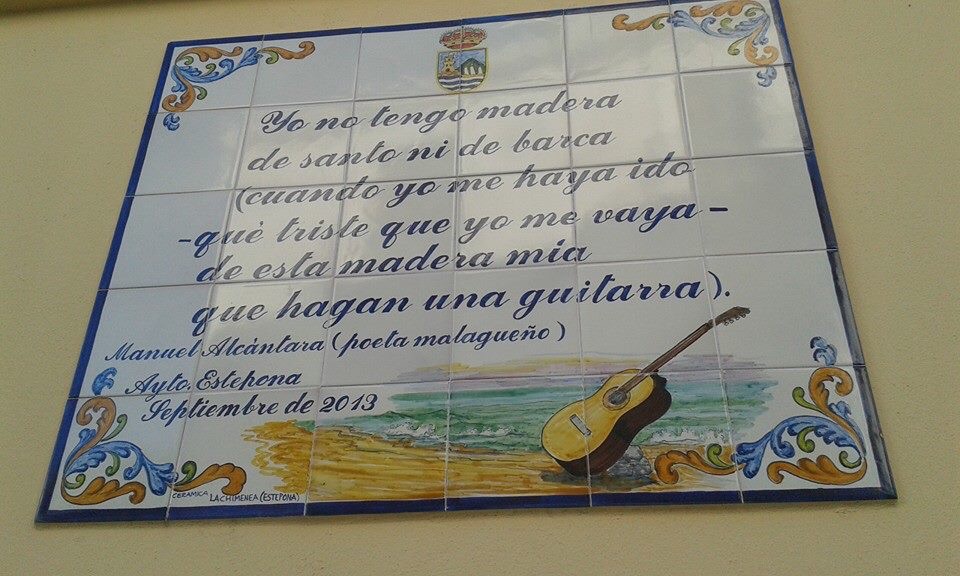 Yo no tengo madera
de santo ni de barca
(cuando yo me haya ido
-què triste que yo me vaya-
de esta madera mía
que hagan una guitarra).
Manuel Alcántara (poeta malagueño)
Ayto. Estepona
Septiembre de 2013
CERAMICA LA CHIMENEA (ESTEPONA)